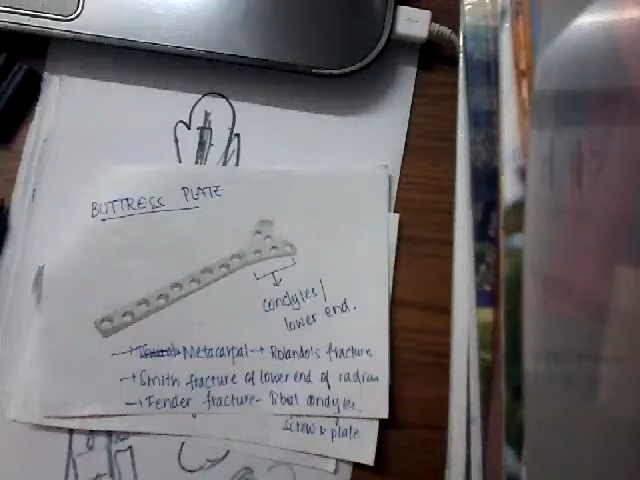 BUTTRESS PLATE
condyles/
lower end.
→ Metacarpal → Rolando's fracture
→ Smith fracture of lower end of radius
→ Fender fracture - Tibial condyles.
screw & plate